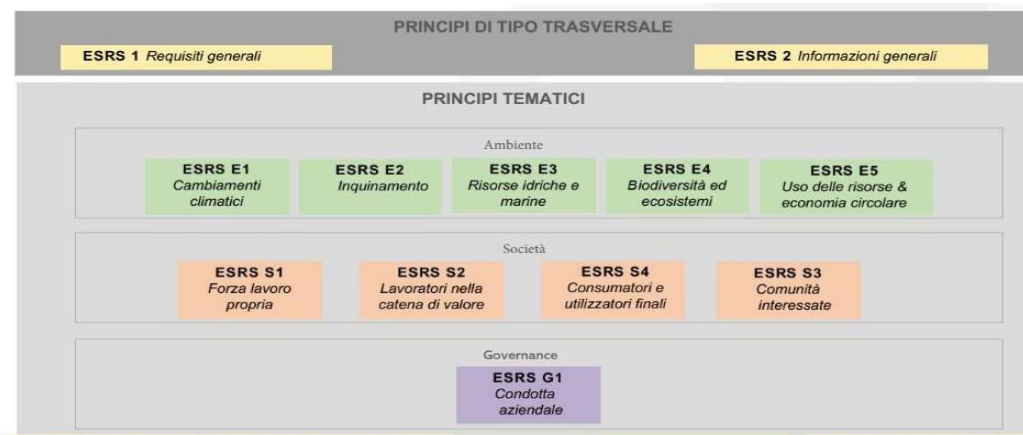 PRINCIPI DI TIPO TRASVERSALE
ESRS 1 Requisiti generali
ESRS 2 Informazioni generali
PRINCIPI TEMATICI
Ambiente
ESRS E1
Cambiamenti
climatici
ESRS E2
Inquinamento
ESRS E3
Risorse idriche e
marine
ESRS E4
Biodiversità ed
ecosistemi
ESRS E5
Uso delle risorse &
economia circolare
Società
ESRS S1
Forza lavoro
propria
ESRS S2
Lavoratori nella
catena di valore
ESRS S4
Consumatori e
utilizzatori finali
ESRS S3
Comunità
interessate
Governance
ESRS G1
Condotta
aziendale